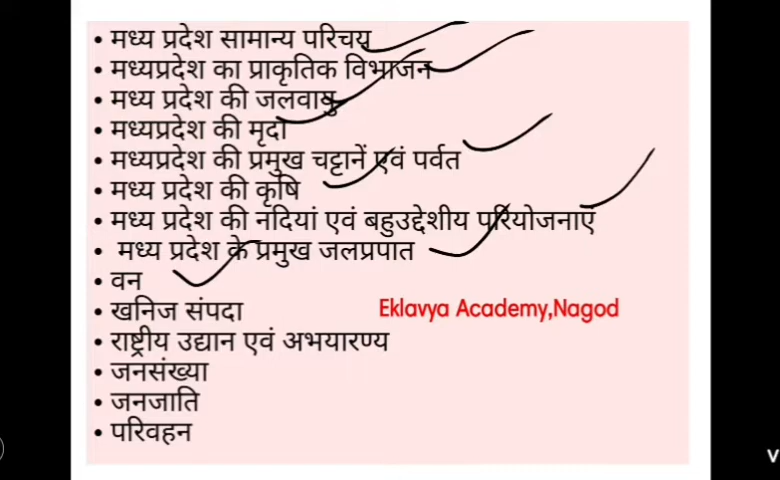 • मध्य प्रदेश सामान्य परिचय
• मध्यप्रदेश का प्राकृतिक विभाजन
• मध्य प्रदेश की जलवायु
• मध्यप्रदेश की मृदा
• मध्यप्रदेश की प्रमुख चट्टानें एवं पर्वत
• मध्य प्रदेश की कृषि
• मध्य प्रदेश की नदियां एवं बहुउद्देशीय परियोजनाएं
• मध्य प्रदेश के प्रमुख जलप्रपात
• वन
• खनिज संपदा
Eklavya Academy,Nagod
• राष्ट्रीय उद्यान एवं अभयारण्य
• जनसंख्या
• जनजाति
• परिवहन
V